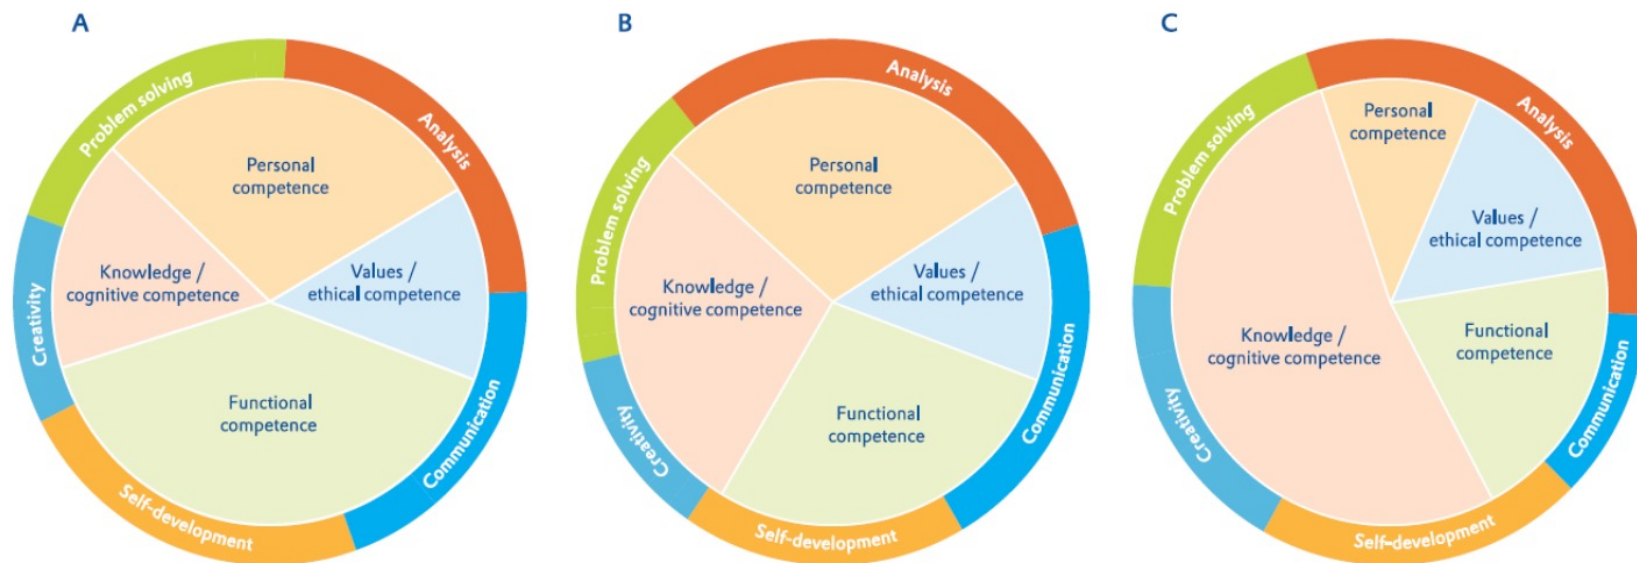 A
Problem solving
Analysis
Personal
competence
Knowledge /
cognitive competence
Values /
ethical competence
Creativity
Functional
competence
Communication
Self-development
B
Analysis
Problem solving
Personal
competence
Knowledge /
cognitive competence
Values /
ethical competence
Functional
competence
Communication
Creativity
Self-development
C
Analysis
Problem solving
Personal
competence
Values /
ethical competence
Knowledge /
cognitive competence
Functional
competence
Communication
Creativity
Self-development